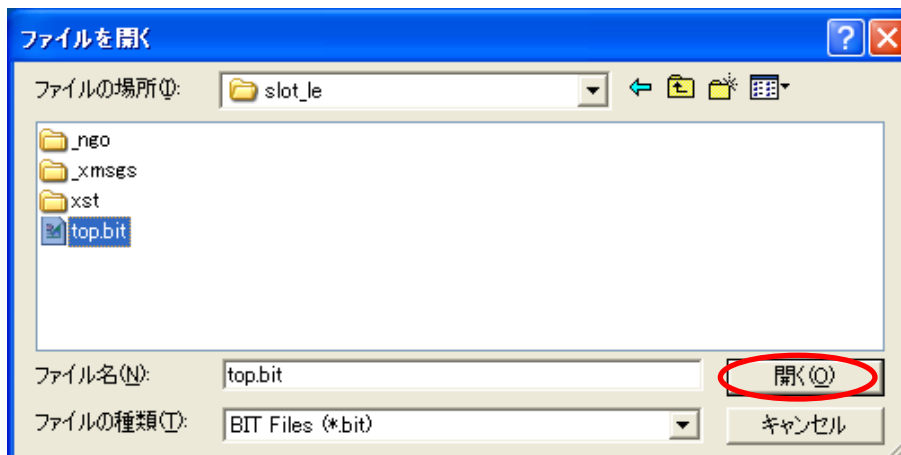 ファイルを開く
ファイルの場所(I): slot_le
_ngo
_xmsgs
xst
top.bit
ファイル名(N): top.bit 開く(O)
ファイルの種類(T): BIT Files (*.bit) キャンセル